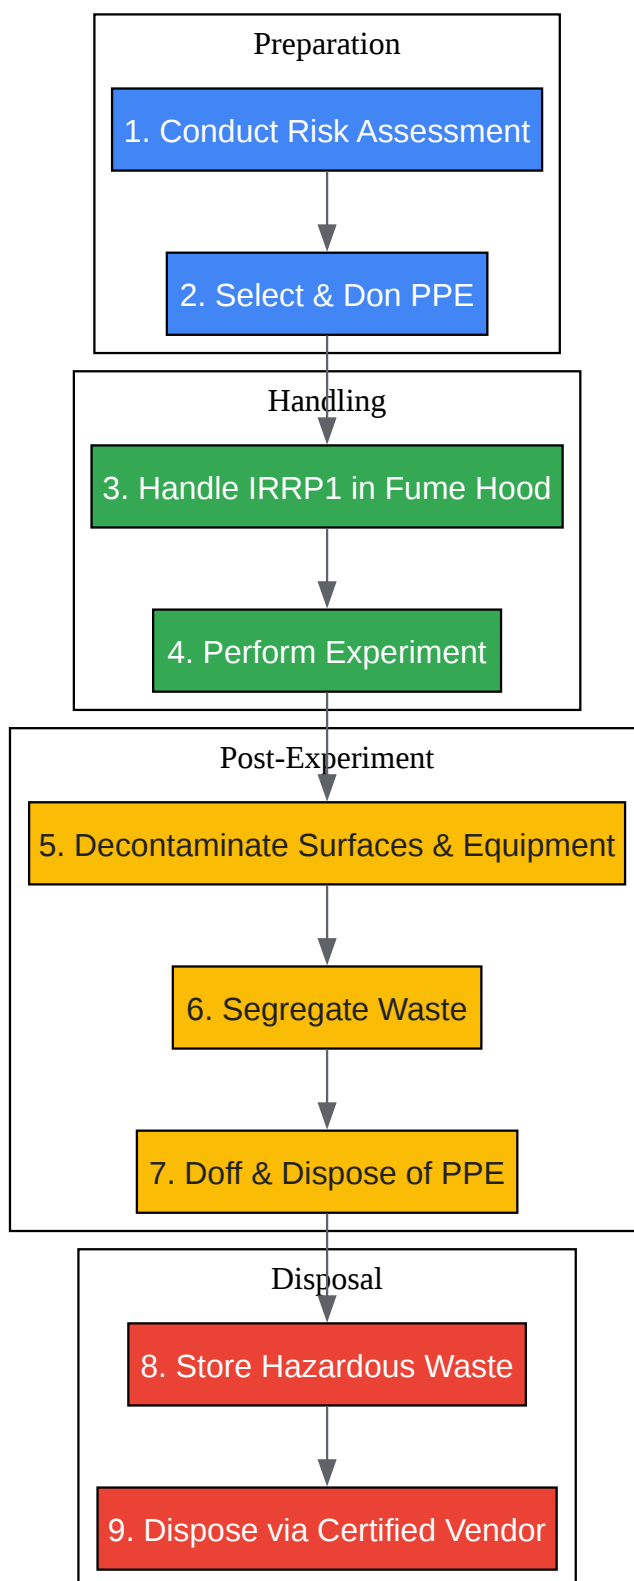 Preparation
1. Conduct Risk Assessment
2. Select & Don PPE
Handling
3. Handle IRRP1 in Fume Hood
4. Perform Experiment
Post-Experiment
5. Decontaminate Surfaces & Equipment
6. Segregate Waste
7. Doff & Dispose of PPE
Disposal
8. Store Hazardous Waste
9. Dispose via Certified Vendor